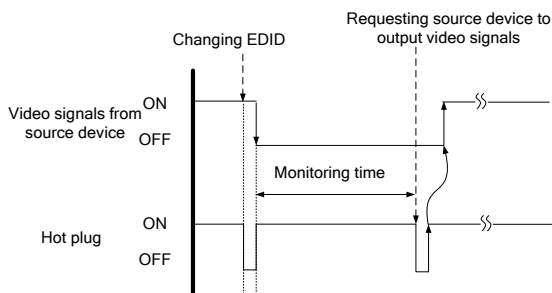 Requesting source device to
output video signals
Changing EDID
Video signals from
source device
ON
OFF
Monitoring time
Hot plug
ON
OFF